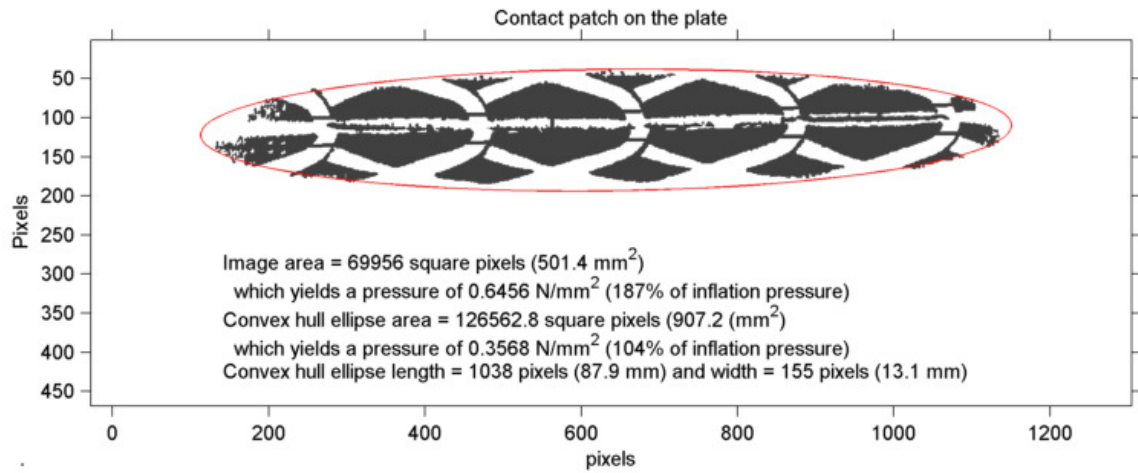 Contact patch on the plate
50
100
150
200
250
300
350
400
450
Pixels
Image area = 69956 square pixels (501.4 mm²)
which yields a pressure of 0.6456 N/mm² (187% of inflation pressure)
Convex hull ellipse area = 126562.8 square pixels (907.2 (mm²)
which yields a pressure of 0.3568 N/mm² (104% of inflation pressure)
Convex hull ellipse length = 1038 pixels (87.9 mm) and width = 155 pixels (13.1 mm)
0 200 400 600 800 1000 1200
pixels